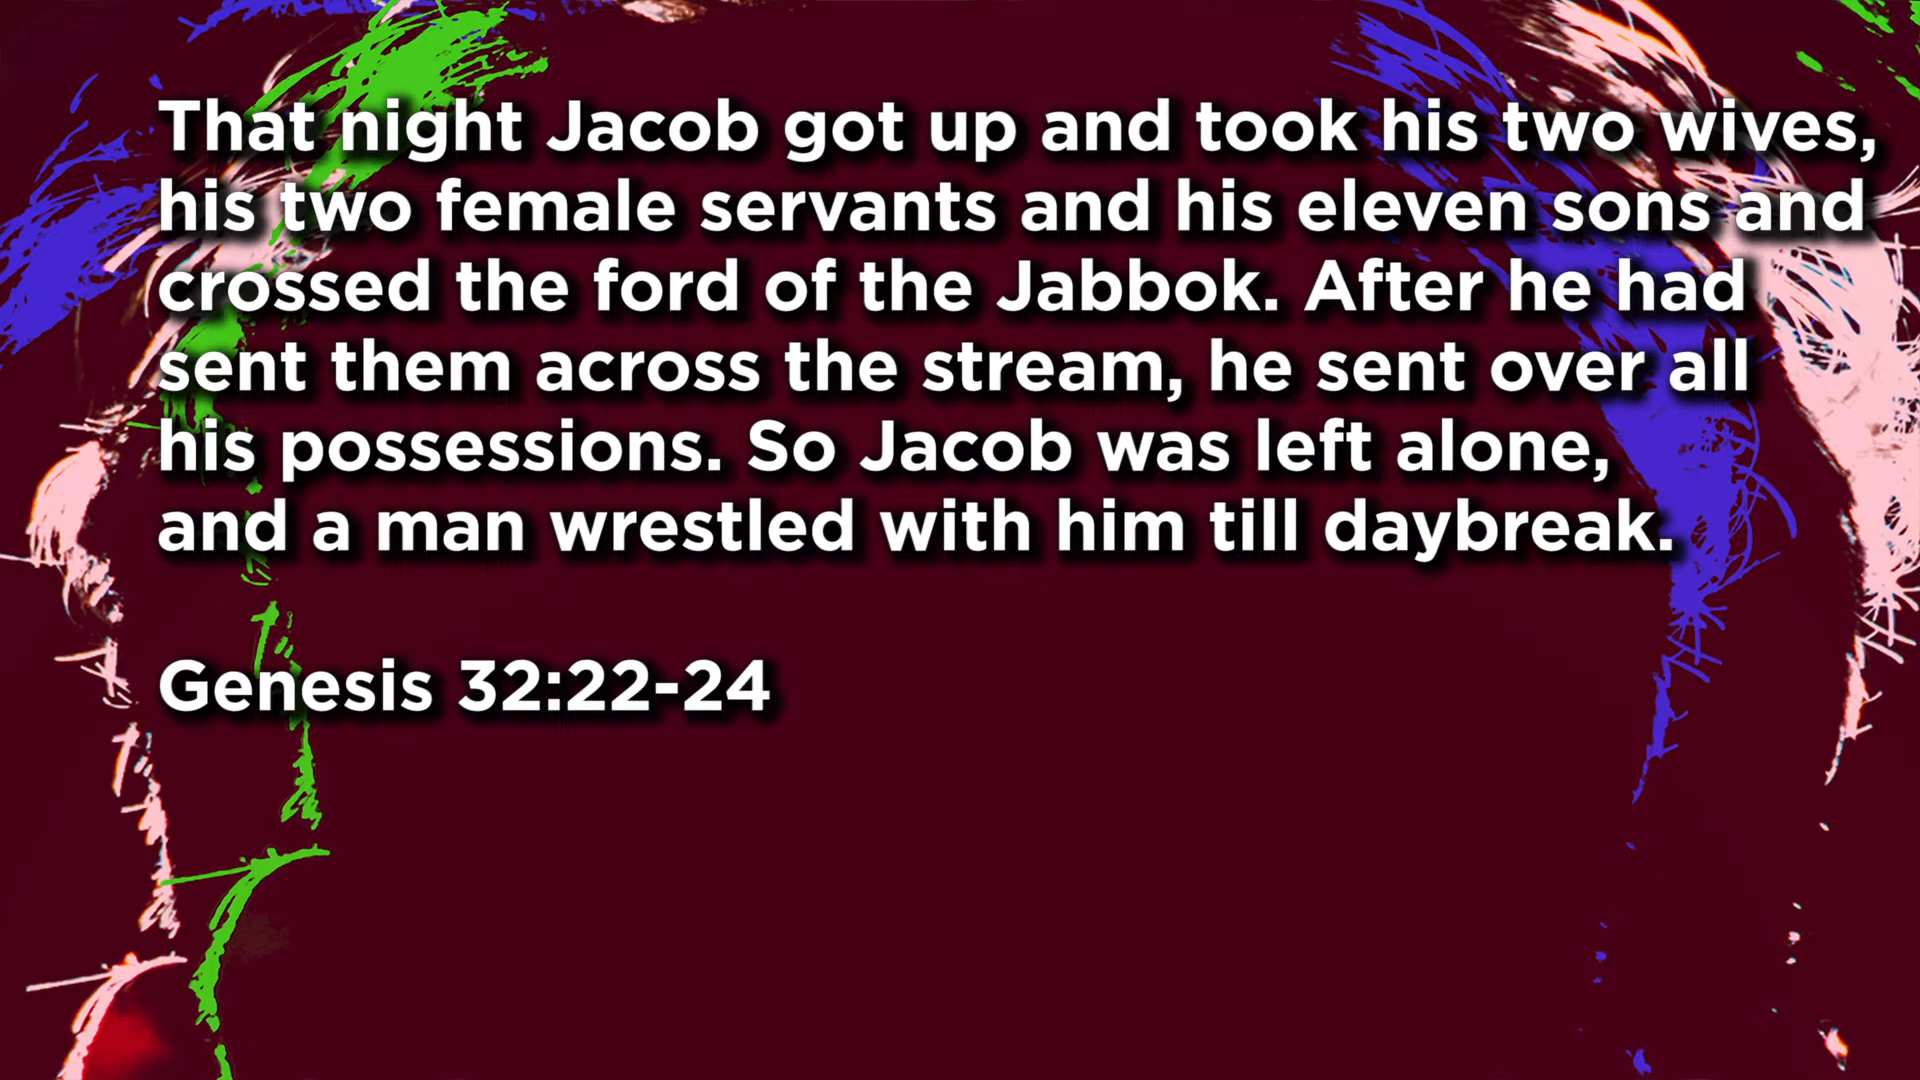 That night Jacob got up and took his two wives,
his two female servants and his eleven sons and
crossed the ford of the Jabbok. After he had
sent them across the stream, he sent over all
his possessions. So Jacob was left alone,
and a man wrestled with him till daybreak.
Genesis 32:22-24